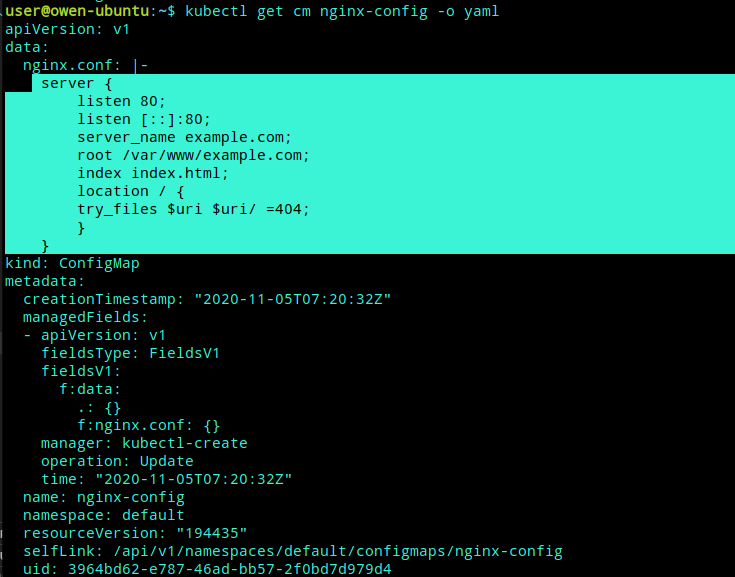 user@owen-ubuntu:~$ kubectl get cm nginx-config -o yaml
apiVersion: v1
data:
  nginx.conf: |-
    server {
        listen 80;
        listen [::]:80;
        server_name example.com;
        root /var/www/example.com;
        index index.html;
        location / {
        try_files $uri $uri/ =404;
        }
    }
kind: ConfigMap
metadata:
  creationTimestamp: "2020-11-05T07:20:32Z"
  managedFields:
  - apiVersion: v1
    fieldsType: FieldsV1
    fieldsV1:
      f:data:
        .: {}
        f:nginx.conf: {}
    manager: kubectl-create
    operation: Update
    time: "2020-11-05T07:20:32Z"
  name: nginx-config
  namespace: default
  resourceVersion: "194435"
  selfLink: /api/v1/namespaces/default/configmaps/nginx-config
  uid: 3964bd62-e787-46ad-bb57-2f0bd7d979d4